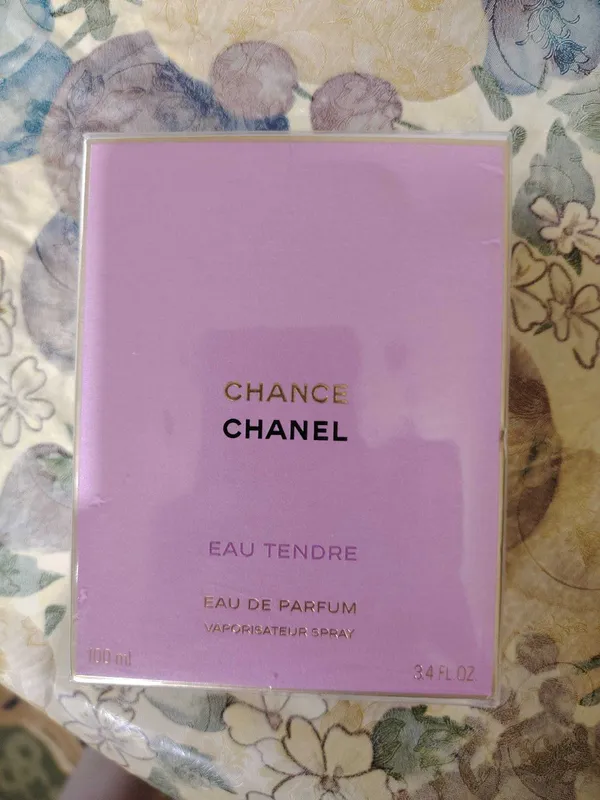 CHANCE
CHANEL
EAU TENDRE
EAU DE PARFUM
VAPORISATEUR SPRAY
100 ml 3.4 FL. OZ.